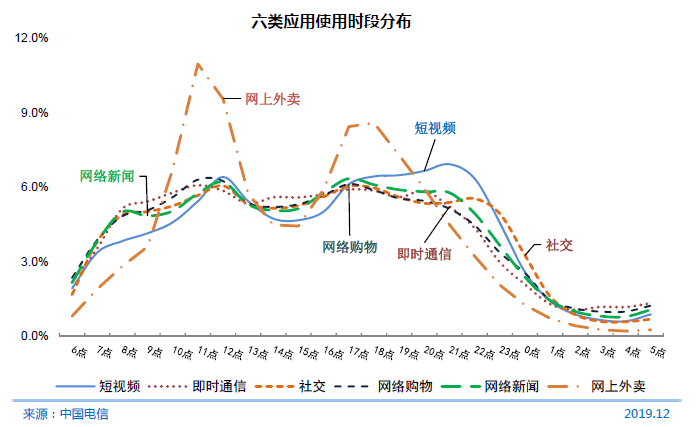 六类应用使用时段分布
12.0%
9.0%
6.0%
3.0%
0.0%
网上外卖
短视频
网络新闻
网络购物
即时通信
社交
6点 7点 8点 9点 10点 11点 12点 13点 14点 15点 16点 17点 18点 19点 20点 21点 22点 23点 0点 1点 2点 3点 4点 5点
短视频 即时通信 社交 网络购物 网络新闻 网上外卖
来源：中国电信 2019.12